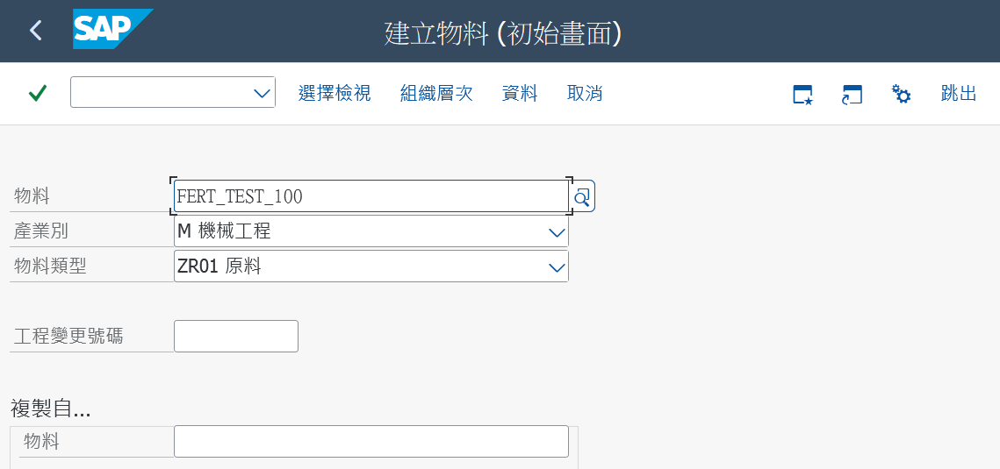 SAP
建立物料 (初始畫面)
選擇檢視 組織層次 資料 取消 跳出
物料 FERT_TEST_100
產業別 M 機械工程
物料類型 ZR01 原料
工程變更號碼
複製自...
物料